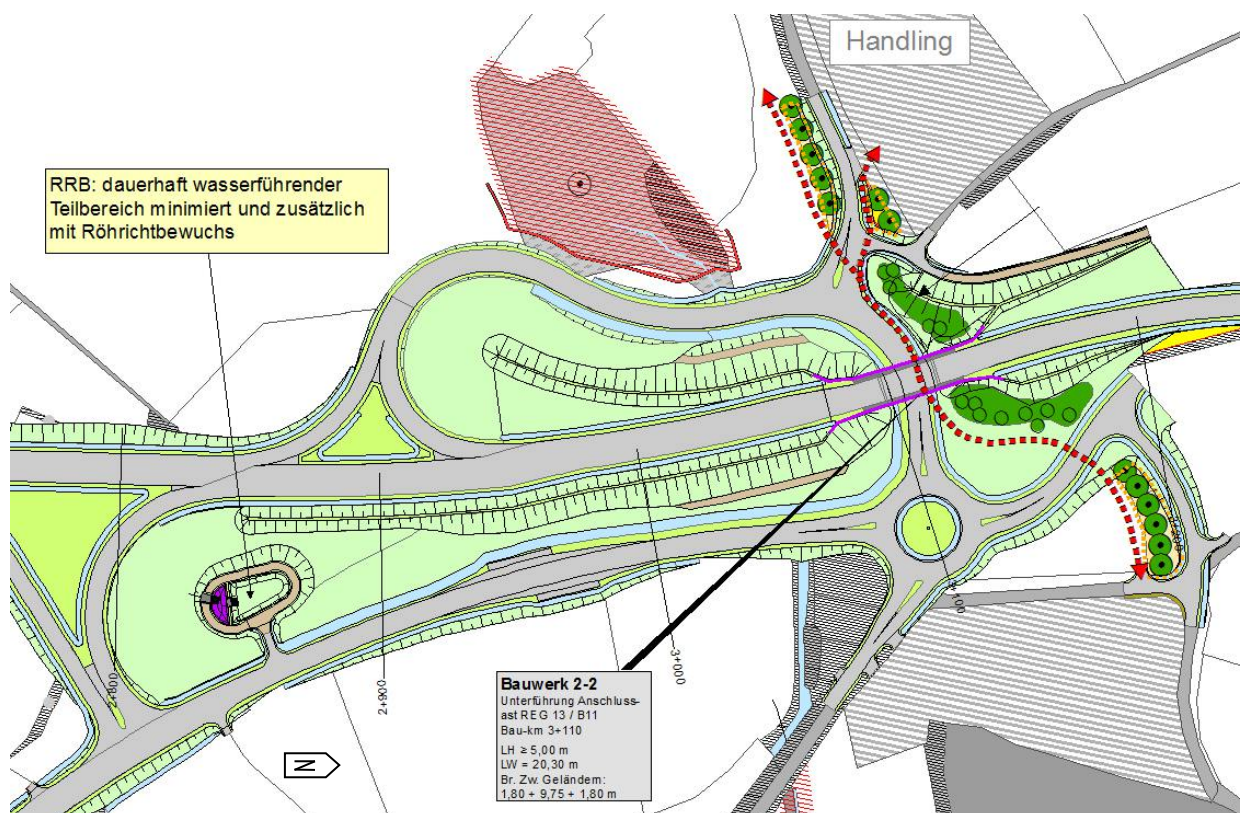 Handling
RRB: dauerhaft wasserführender
Teilbereich minimiert und zusätzlich
mit Röhrichtbewuchs
2+800
2+900
3+000
3+100
Bauwerk 2-2
Unterführung Anschluss-
ast REG 13 / B11
Bau-km 3+110
LH ≥ 5,00 m
LW = 20,30 m
Br. Zw. Geländern:
1,80 + 9,75 + 1,80 m
N